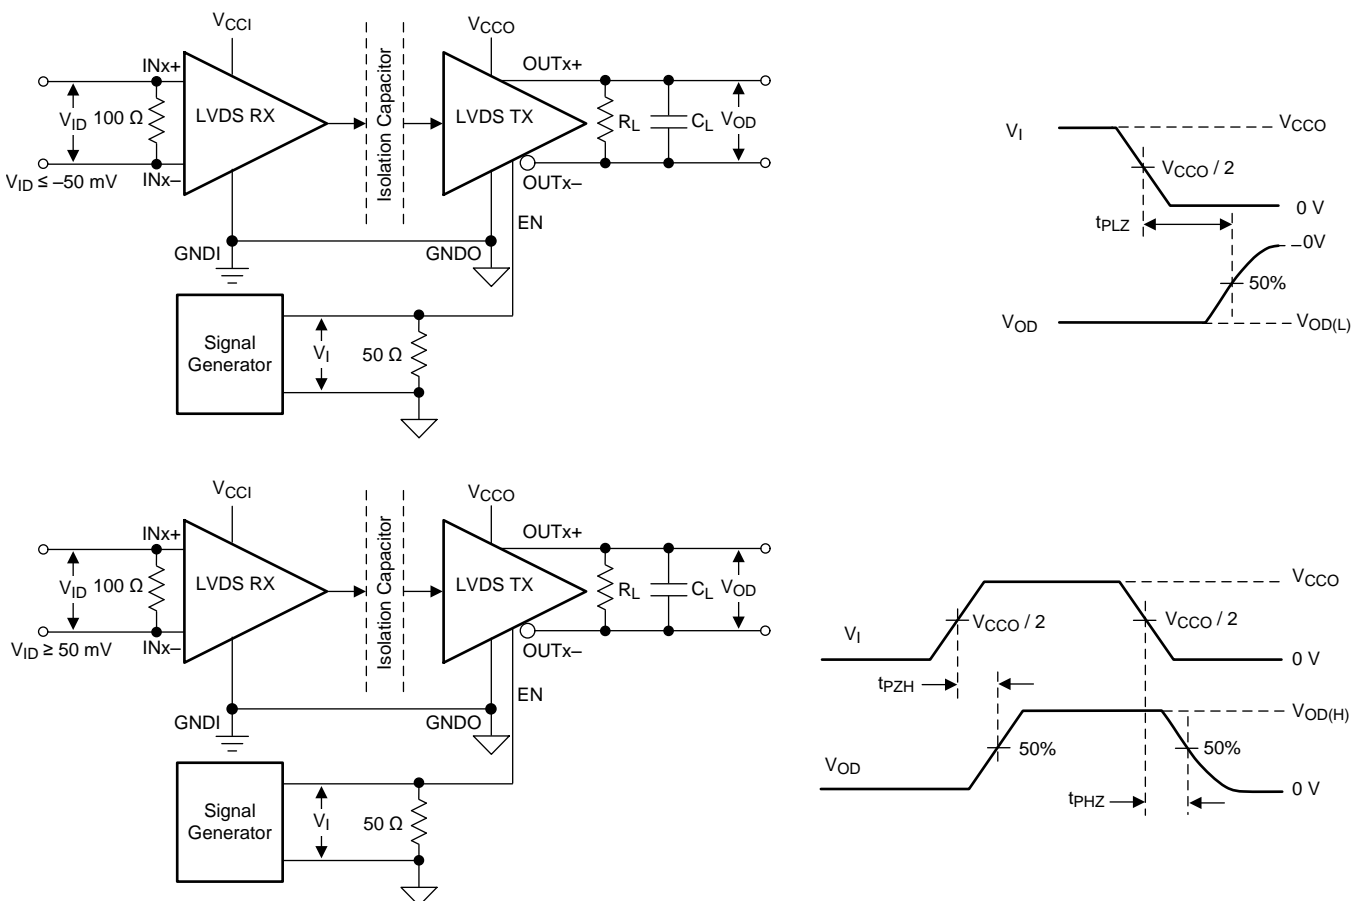 VCCI
VCCO
INx+
OUTx+
VID
100 Ω
LVDS RX
Isolation Capacitor
LVDS TX
RL
CL
VOD
VID ≤ –50 mV
INx–
OUTx–
EN
GNDI
GNDO
Signal
Generator
VI
50 Ω
VI
VCCO
VCCO / 2
0 V
tPLZ
0V
50%
VOD
VOD(L)
VCCI
VCCO
INx+
OUTx+
VID
100 Ω
LVDS RX
Isolation Capacitor
LVDS TX
RL
CL
VOD
VID ≥ 50 mV
INx–
OUTx–
EN
GNDI
GNDO
Signal
Generator
VI
50 Ω
VCCO
VI
VCCO / 2
VCCO / 2
0 V
tPZH
VOD(H)
50%
50%
VOD
0 V
tPHZ